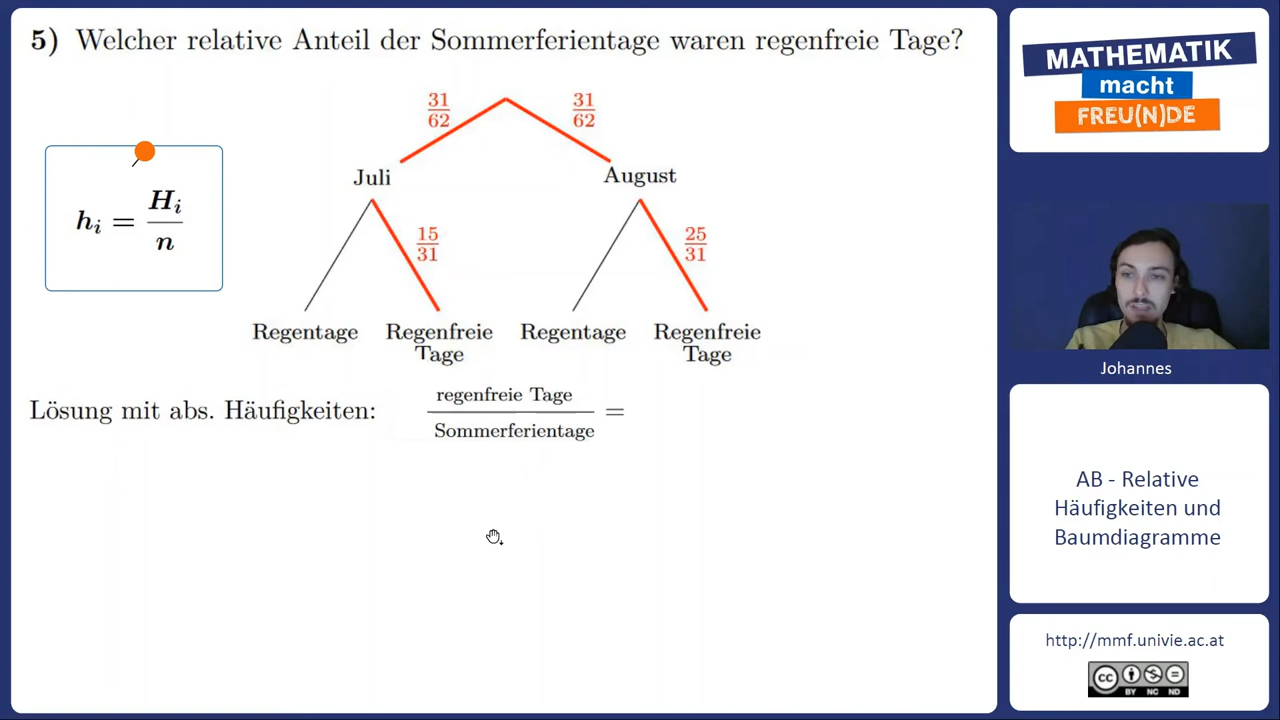 5) Welcher relative Anteil der Sommerferientage waren regenfreie Tage?
31/62
31/62
h_i = H_i/n
Juli
August
15/31
25/31
Regentage
Regenfreie
Tage
Regentage
Regenfreie
Tage
Lösung mit abs. Häufigkeiten: regenfreie Tage/Sommerferientage =
MATHEMATIK
macht
FREU(N)DE
Johannes
AB - Relative
Häufigkeiten und
Baumdiagramme
http://mmf.univie.ac.at
CC
BY NC ND